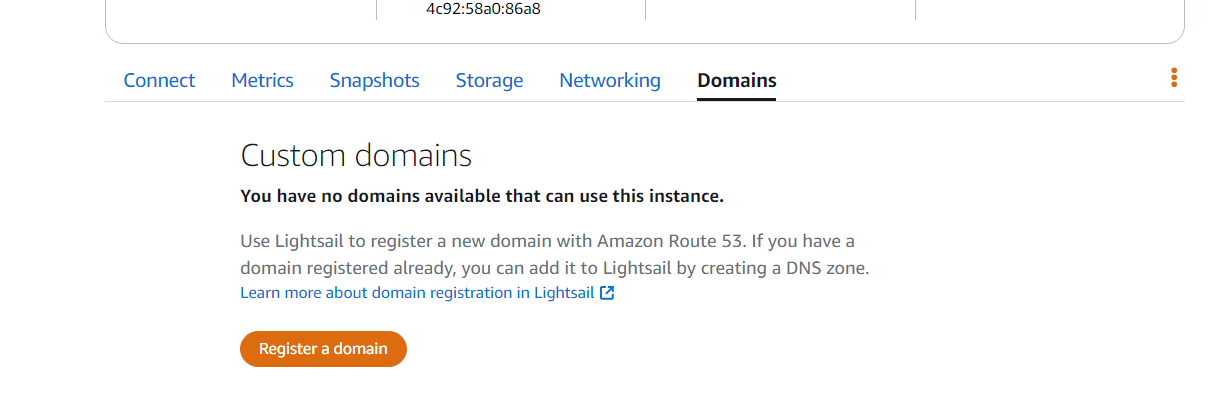 4c92:58a0:86a8
Connect Metrics Snapshots Storage Networking Domains
Custom domains
You have no domains available that can use this instance.
Use Lightsail to register a new domain with Amazon Route 53. If you have a
domain registered already, you can add it to Lightsail by creating a DNS zone.
Learn more about domain registration in Lightsail
Register a domain